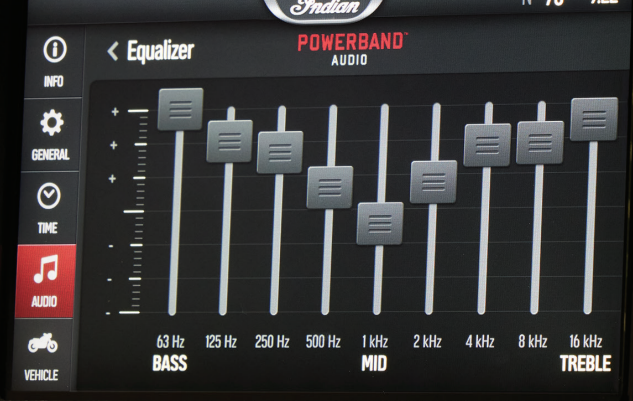 Indian
Equalizer
POWERBAND™
AUDIO
INFO
GENERAL
TIME
AUDIO
VEHICLE
+
+
+
-
-
-
63 Hz 125 Hz 250 Hz 500 Hz 1 kHz 2 kHz 4 kHz 8 kHz 16 kHz
BASS MID TREBLE